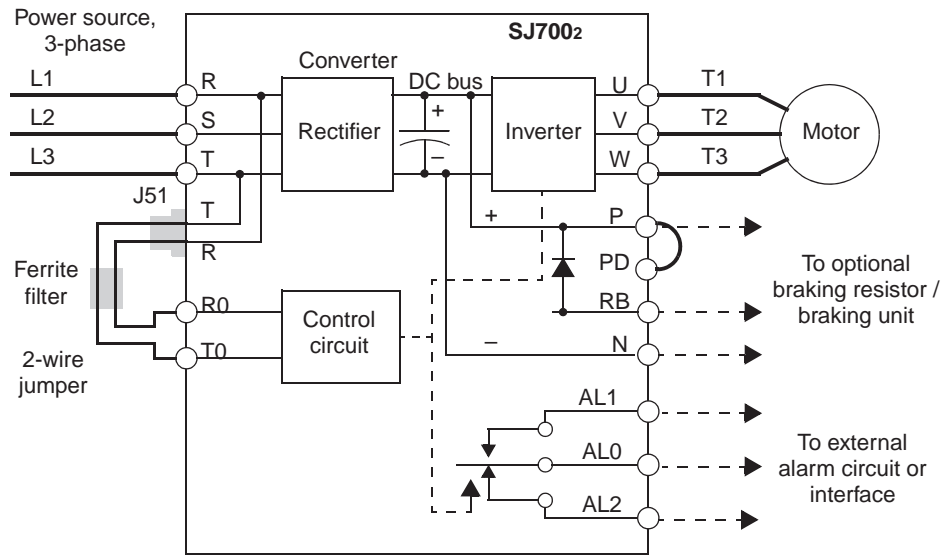 Power source,
3-phase
SJ7002
L1
R
Converter
DC bus
U
T1
+
L2
S
Rectifier
Inverter
V
T2
Motor
L3
T
–
W
T3
J51
T
+
P
R
PD
Ferrite
filter
To optional
braking resistor /
braking unit
R0
Control
circuit
RB
T0
–
N
2-wire
jumper
AL1
AL0
To external
alarm circuit or
interface
AL2